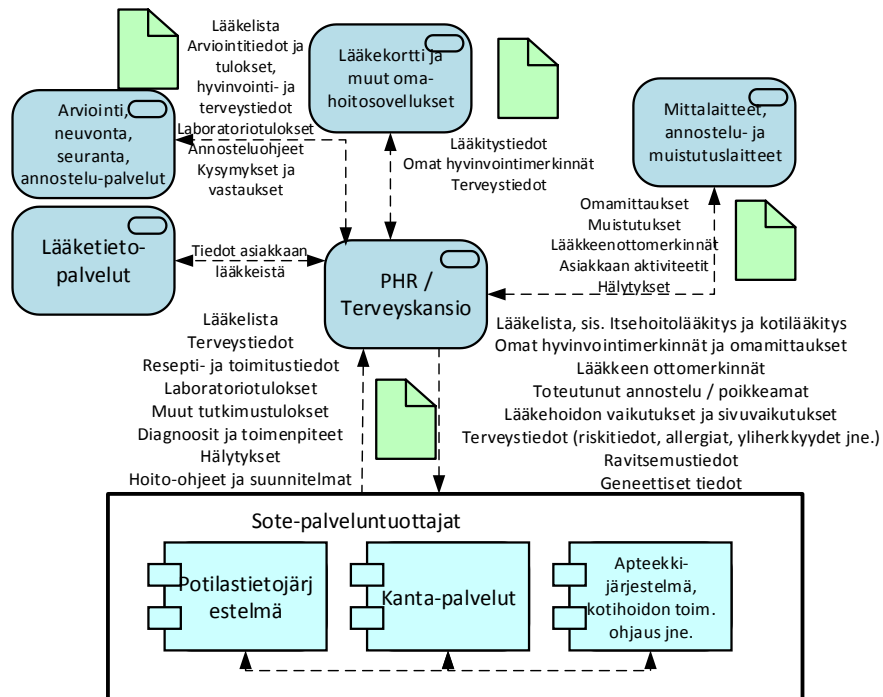 Lääkelista
Arviointitiedot ja
tulokset,
hyvinvointi- ja
terveystiedot
Laboratoriotulokset
Annosteluohjeet
Kysymykset ja
vastaukset
Lääkekortti ja
muut oma-
hoitosovellukset
Mittalaitteet,
annostelu- ja
muistutuslaitteet
Arviointi,
neuvonta,
seuranta,
annostelu-palvelut
Lääkitystiedot
Omat hyvinvointimerkinnät
Terveystiedot
Omamittaukset
Muistutukset
Lääkkeenottomerkinnät
Asiakkaan aktiviteetit
Hälytykset
Lääketieto-
palvelut
Tiedot asiakkaan
lääkkeistä
PHR /
Terveyskansio
Lääkelista
Terveystiedot
Resepti- ja toimitustiedot
Laboratoriotulokset
Muut tutkimustulokset
Diagnoosit ja toimenpiteet
Hälytykset
Hoito-ohjeet ja suunnitelmat
Lääkelista, sis. Itsehoitolääkitys ja kotilääkitys
Omat hyvinvointimerkinnät ja omamittaukset
Lääkkeen ottomerkinnät
Toteutunut annostelu / poikkeamat
Lääkehoidon vaikutukset ja sivuvaikutukset
Terveystiedot (riskitiedot, allergiat, yliherkkyydet jne.)
Ravitsemustiedot
Geneettiset tiedot
Sote-palveluntuottajat
Potilastietojärj
estelmä
Kanta-palvelut
Apteekki-
järjestelmä,
kotihoidon toim.
ohjaus jne.